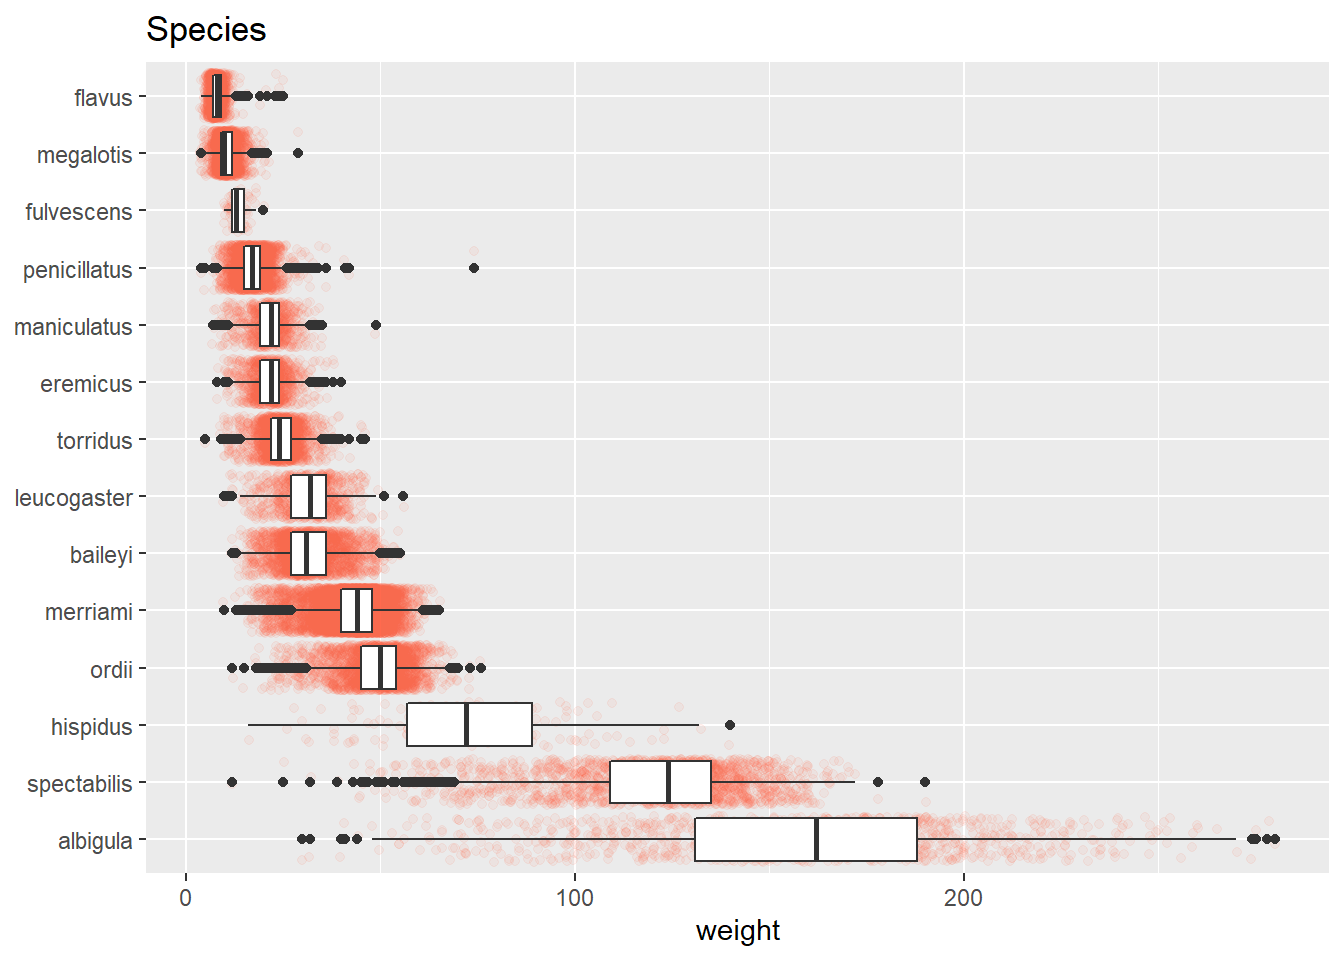 Species
flavus
megalotis
fulvescens
penicillatus
maniculatus
eremicus
torridus
leucogaster
baileyi
merriami
ordii
hispidus
spectabilis
albigula
0 100 200
weight